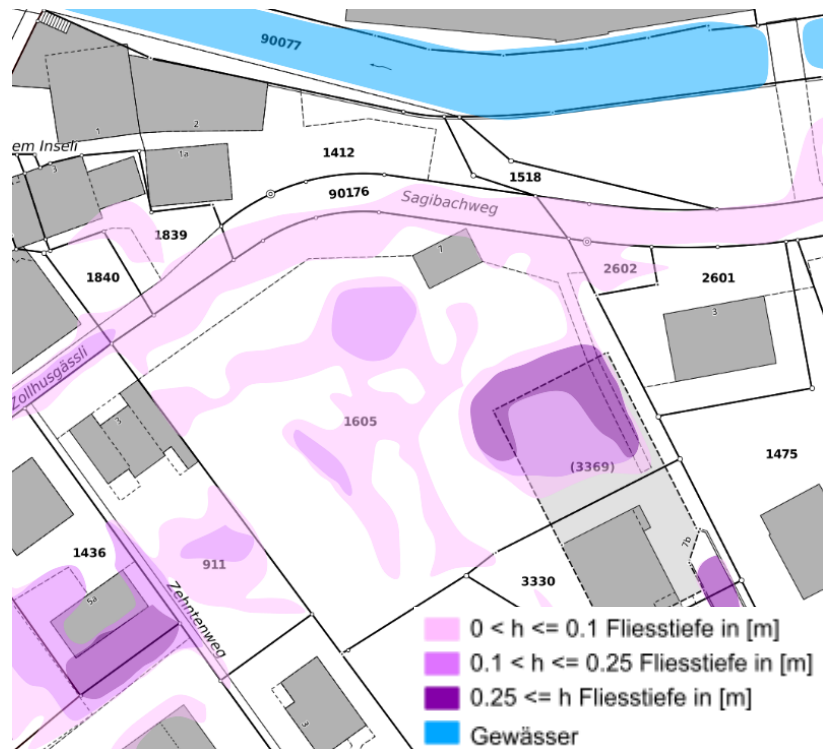 90077
1
2
em Inseli
3
1a
1412
1518
90176
Sagibachweg
1839
7
2602
2601
1840
3
Zollhusgässli
1605
3
(3369)
1475
1436
911
7b
5a
Zehntenweg
3330
3
0 < h <= 0.1 Fliesstiefe in [m]
0.1 < h <= 0.25 Fliesstiefe in [m]
0.25 <= h Fliesstiefe in [m]
Gewässer